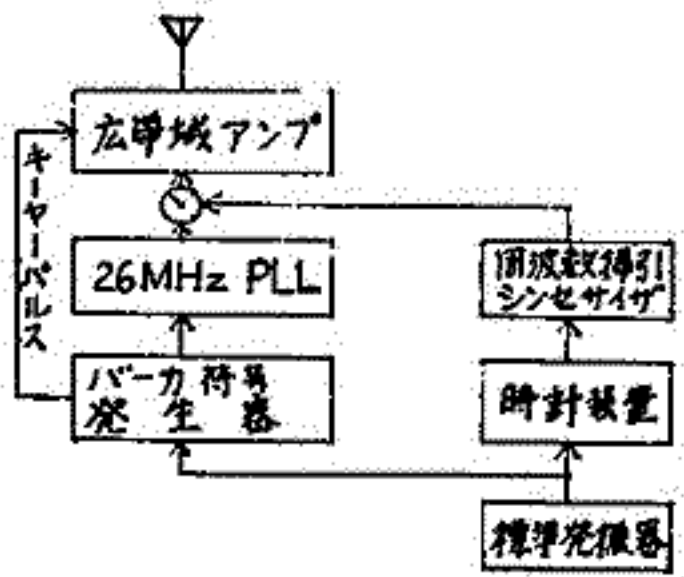 広帯域アンプ
キーヤーパルス
26MHz PLL
周波数掃引
シンセサイザ
バーカ符号
発生器
時計装置
標準発振器